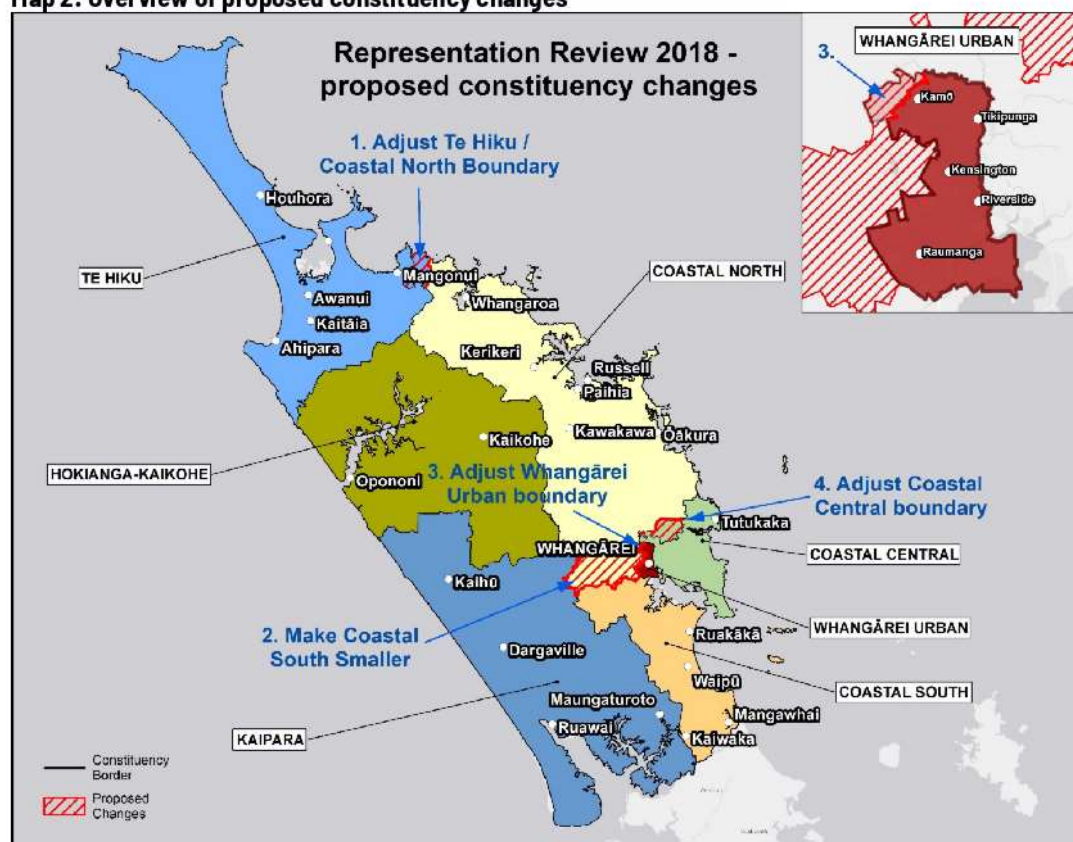 Map 2: Overview of proposed constituency changes
Representation Review 2018 -
proposed constituency changes
WHANGĀREI URBAN
3.
Kamō
Tikipunga
Kensington
Riverside
Raumanga
1. Adjust Te Hiku /
Coastal North Boundary
Houhora
TE HIKU
Mangonui
COASTAL NORTH
Awanui
Whangaroa
Kaitāia
Ahipara
Kerikeri
Russell
Paihia
Kawakawa
Ōākura
Kaikohe
HOKIANGA-KAIKOHE
Opononi
3. Adjust Whangārei
Urban boundary
4. Adjust Coastal
Central boundary
Tutukaka
WHANGĀREI
COASTAL CENTRAL
Kaihū
2. Make Coastal
South Smaller
WHANGĀREI URBAN
Ruakākā
Dargaville
Waipū
COASTAL SOUTH
Maungaturoto
Mangawhai
KAIPARA
Ruawai
Kaiwaka
Constituency
Border
Proposed
Changes